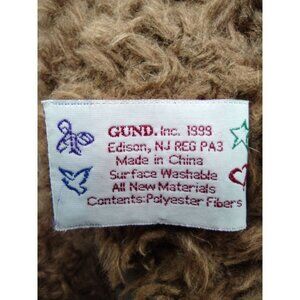 GUND. Inc. 1999
Edison, NJ REG PA3
Made in China
Surface Washable
All New Materials
Contents:Polyester Fibers